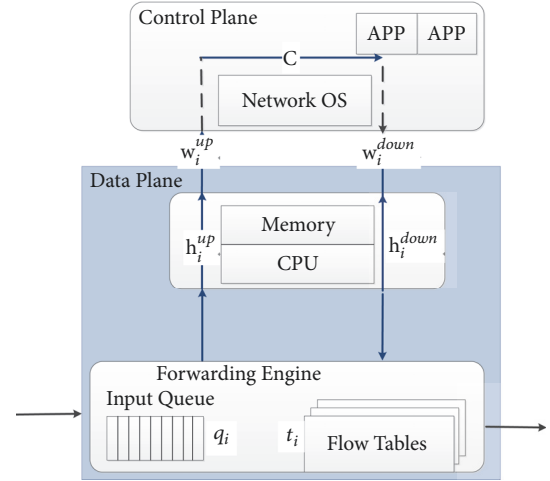 Control Plane
APP APP
C
Network OS
w_i^{up} w_i^{down}
Data Plane
Memory
h_i^{up} h_i^{down}
CPU
Forwarding Engine
Input Queue
q_i t_i
Flow Tables